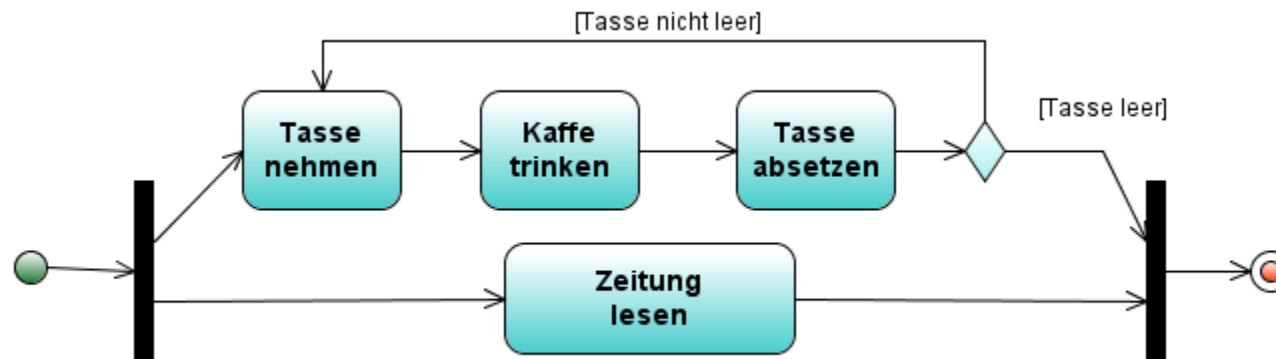 [Tasse nicht leer]
[Tasse leer]
Tasse
nehmen
Kaffe
trinken
Tasse
absetzen
Zeitung
lesen